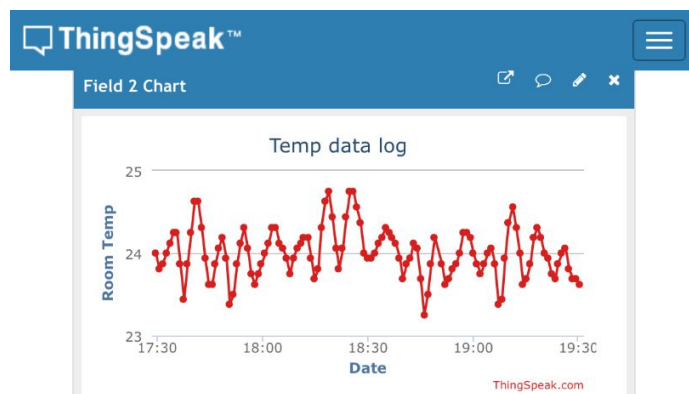 ThingSpeak™
Field 2 Chart
Temp data log
25
24
23
Room Temp
17:30 18:00 18:30 19:00 19:30
Date
ThingSpeak.com